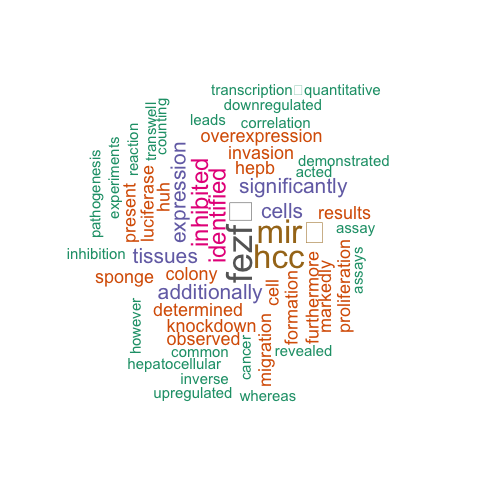 transcription□quantitative
downregulated
leads
correlation
overexpression
invasion
demonstrated
hepb
acted
significantly
cells
results
assay
mir□
hcc
fezf□
inhibited
identified
expression
luciferase
huh
present
transwell
counting
reaction
experiments
pathogenesis
inhibition
tissues
sponge
colony
additionally
cell
determined
knockdown
observed
common
hepatocellular
inverse
upregulated
whereas
however
cancer
migration
revealed
formation
furthermore
markedly
proliferation
assays